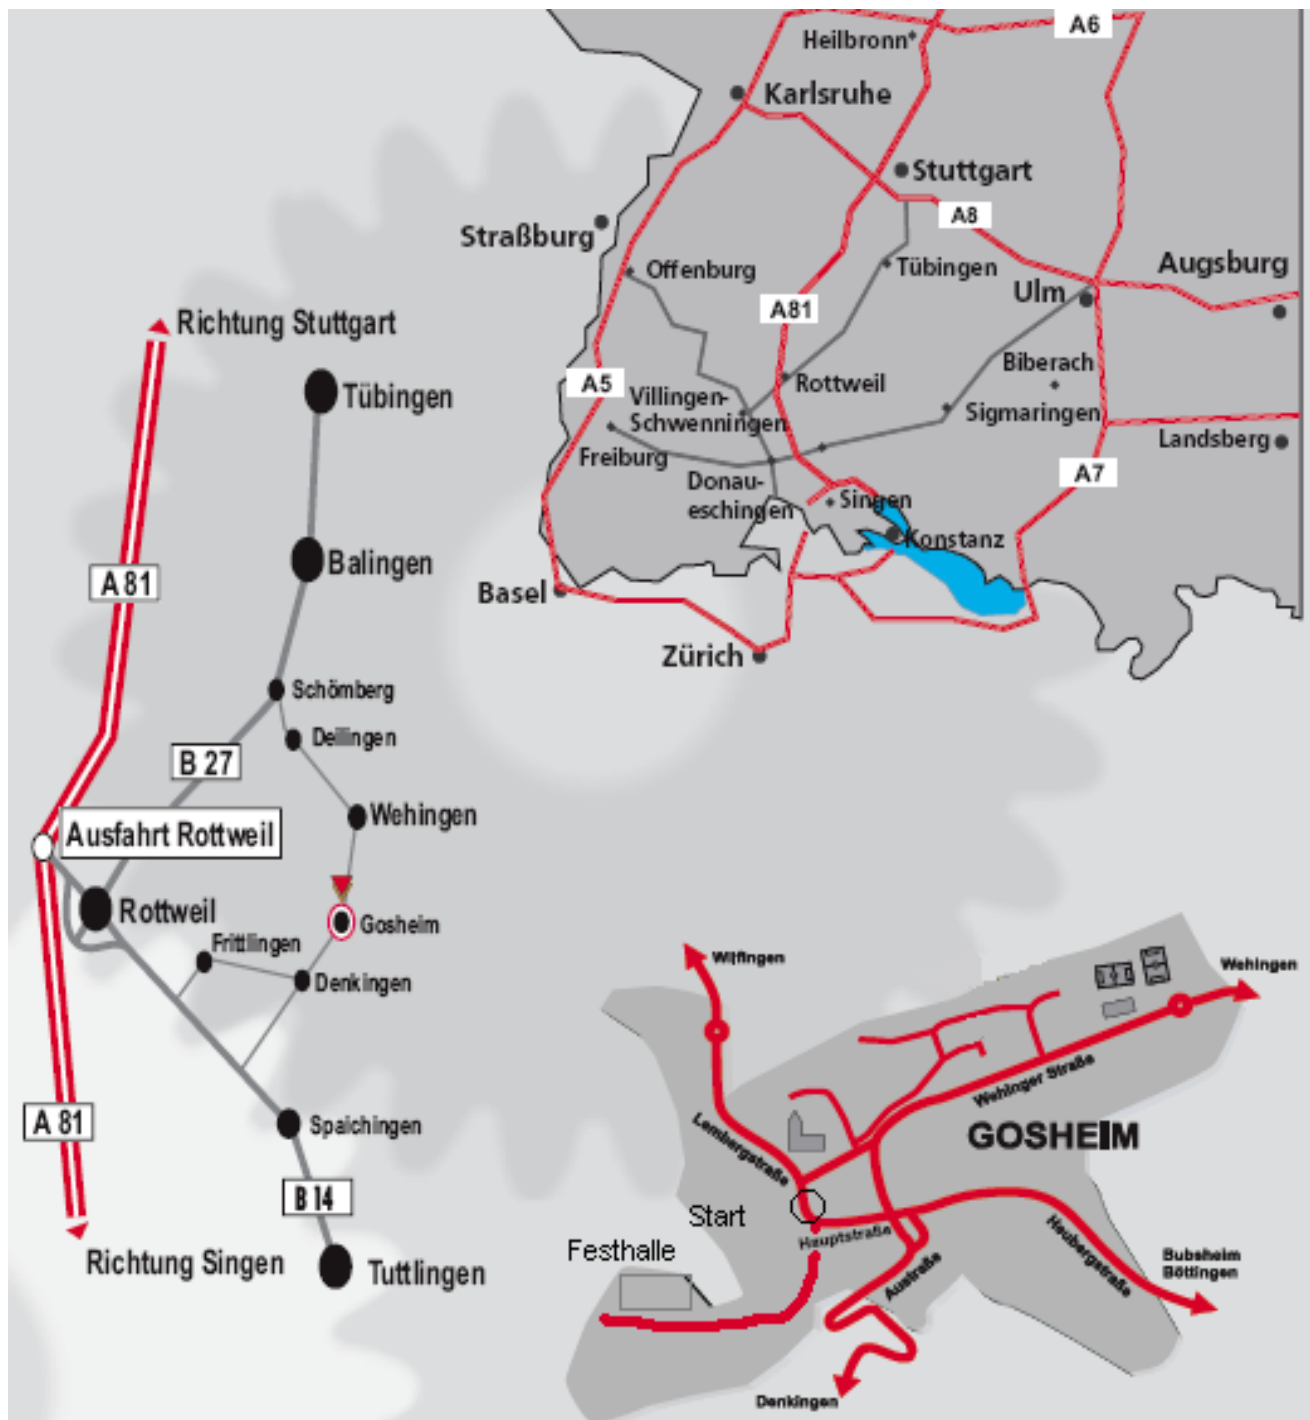 A6
Heilbronn
Karlsruhe
Stuttgart
A8
Straßburg
Offenburg
Tübingen
Augsburg
Ulm
A81
Biberach
A5
Villingen-
Schwenningen
Rottweil
Sigmaringen
Freiburg
Landsberg
A7
Donau-
eschingen
Singen
Konstanz
Basel
Zürich
Richtung Stuttgart
Tübingen
A 81
Balingen
Schömberg
Deilingen
B 27
Wehingen
Ausfahrt Rottweil
Rottweil
Gosheim
Frittlingen
Denkingen
A 81
Spaichingen
B 14
Richtung Singen
Tuttlingen
Wilflingen
Wehingen
Wehinger Straße
Lembergstraße
GOSHEIM
Start
Hauptstraße
Festhalle
Austraße
Heubergstraße
Bubsheim
Böttingen
Denkingen